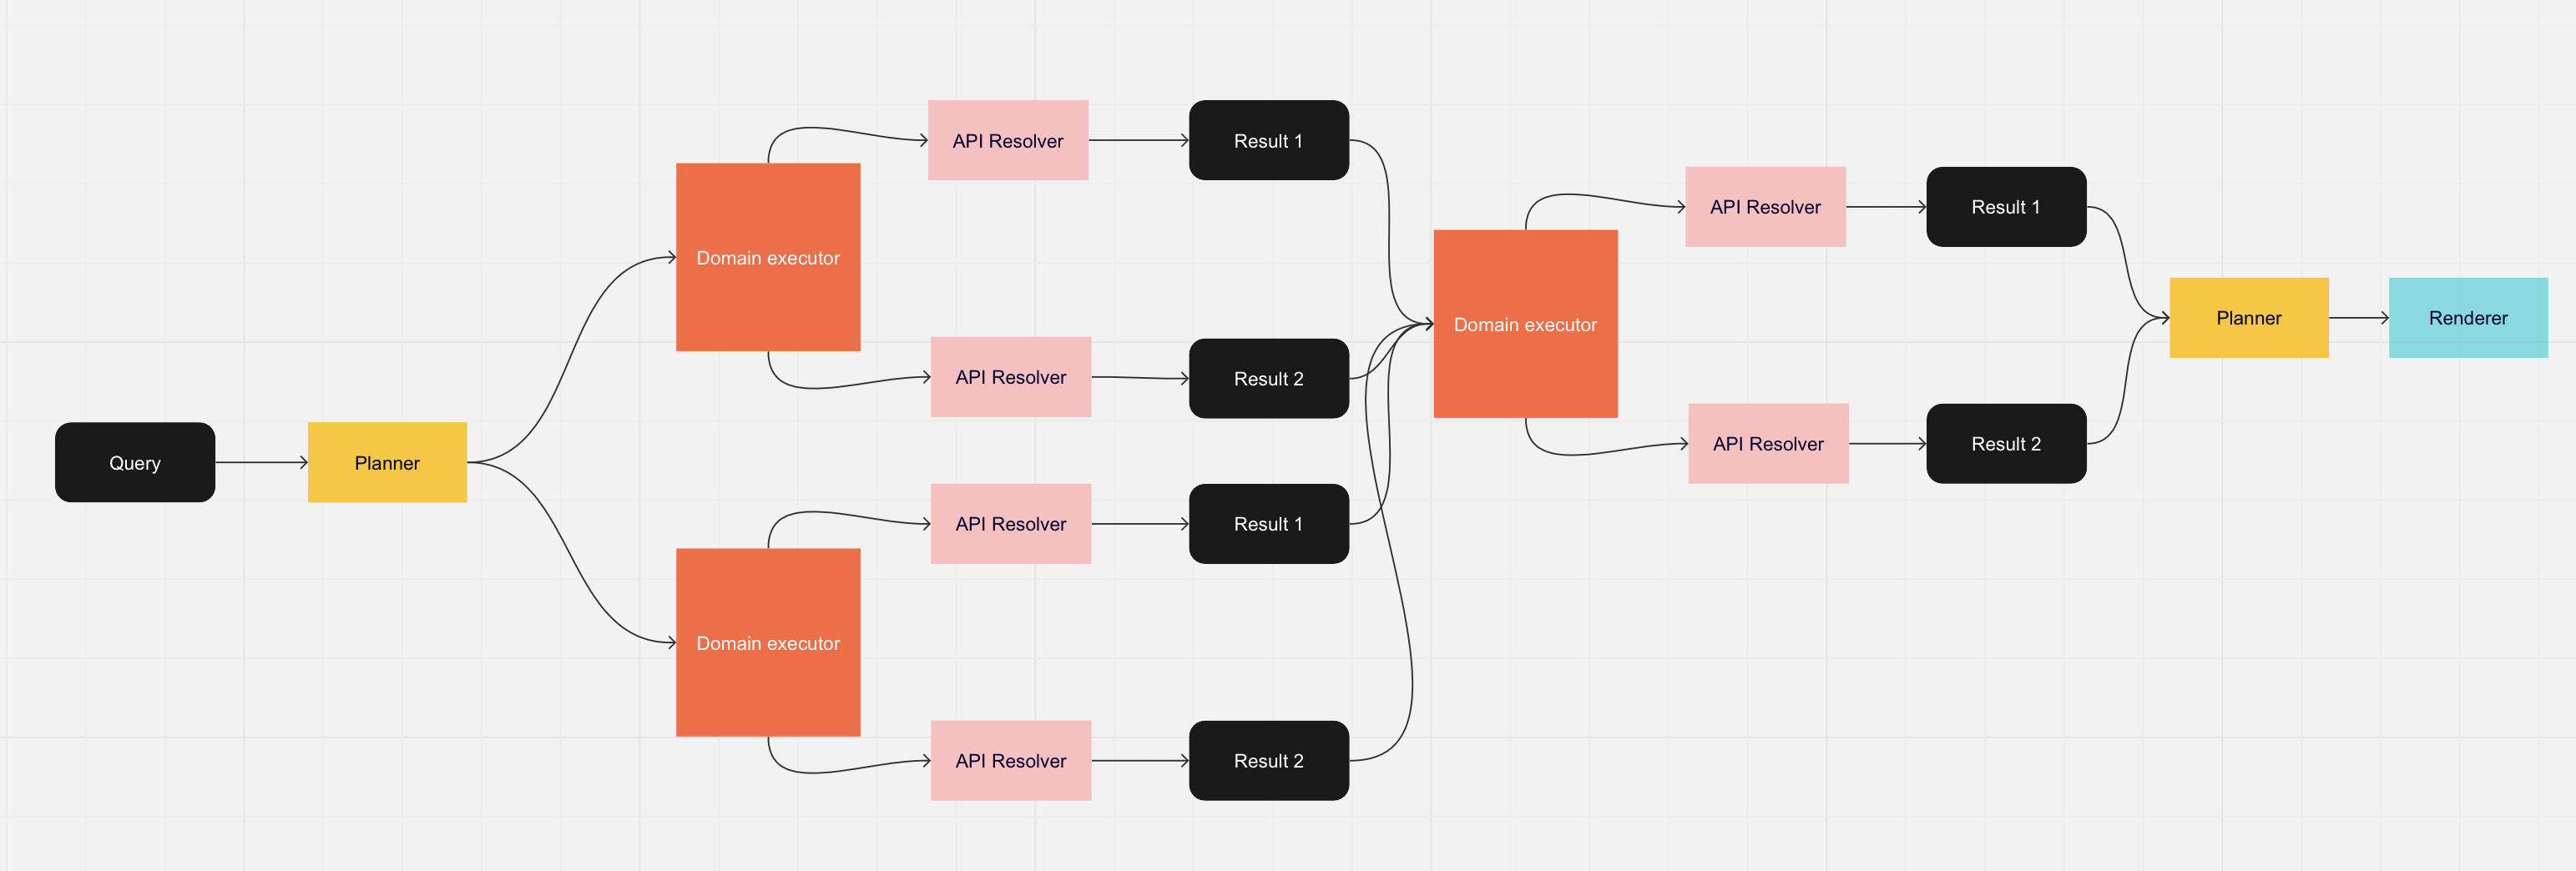 Query
Planner
Domain executor
API Resolver
Result 1
API Resolver
Result 2
Domain executor
API Resolver
Result 1
API Resolver
Result 2
Domain executor
API Resolver
Result 1
API Resolver
Result 2
Planner
Renderer